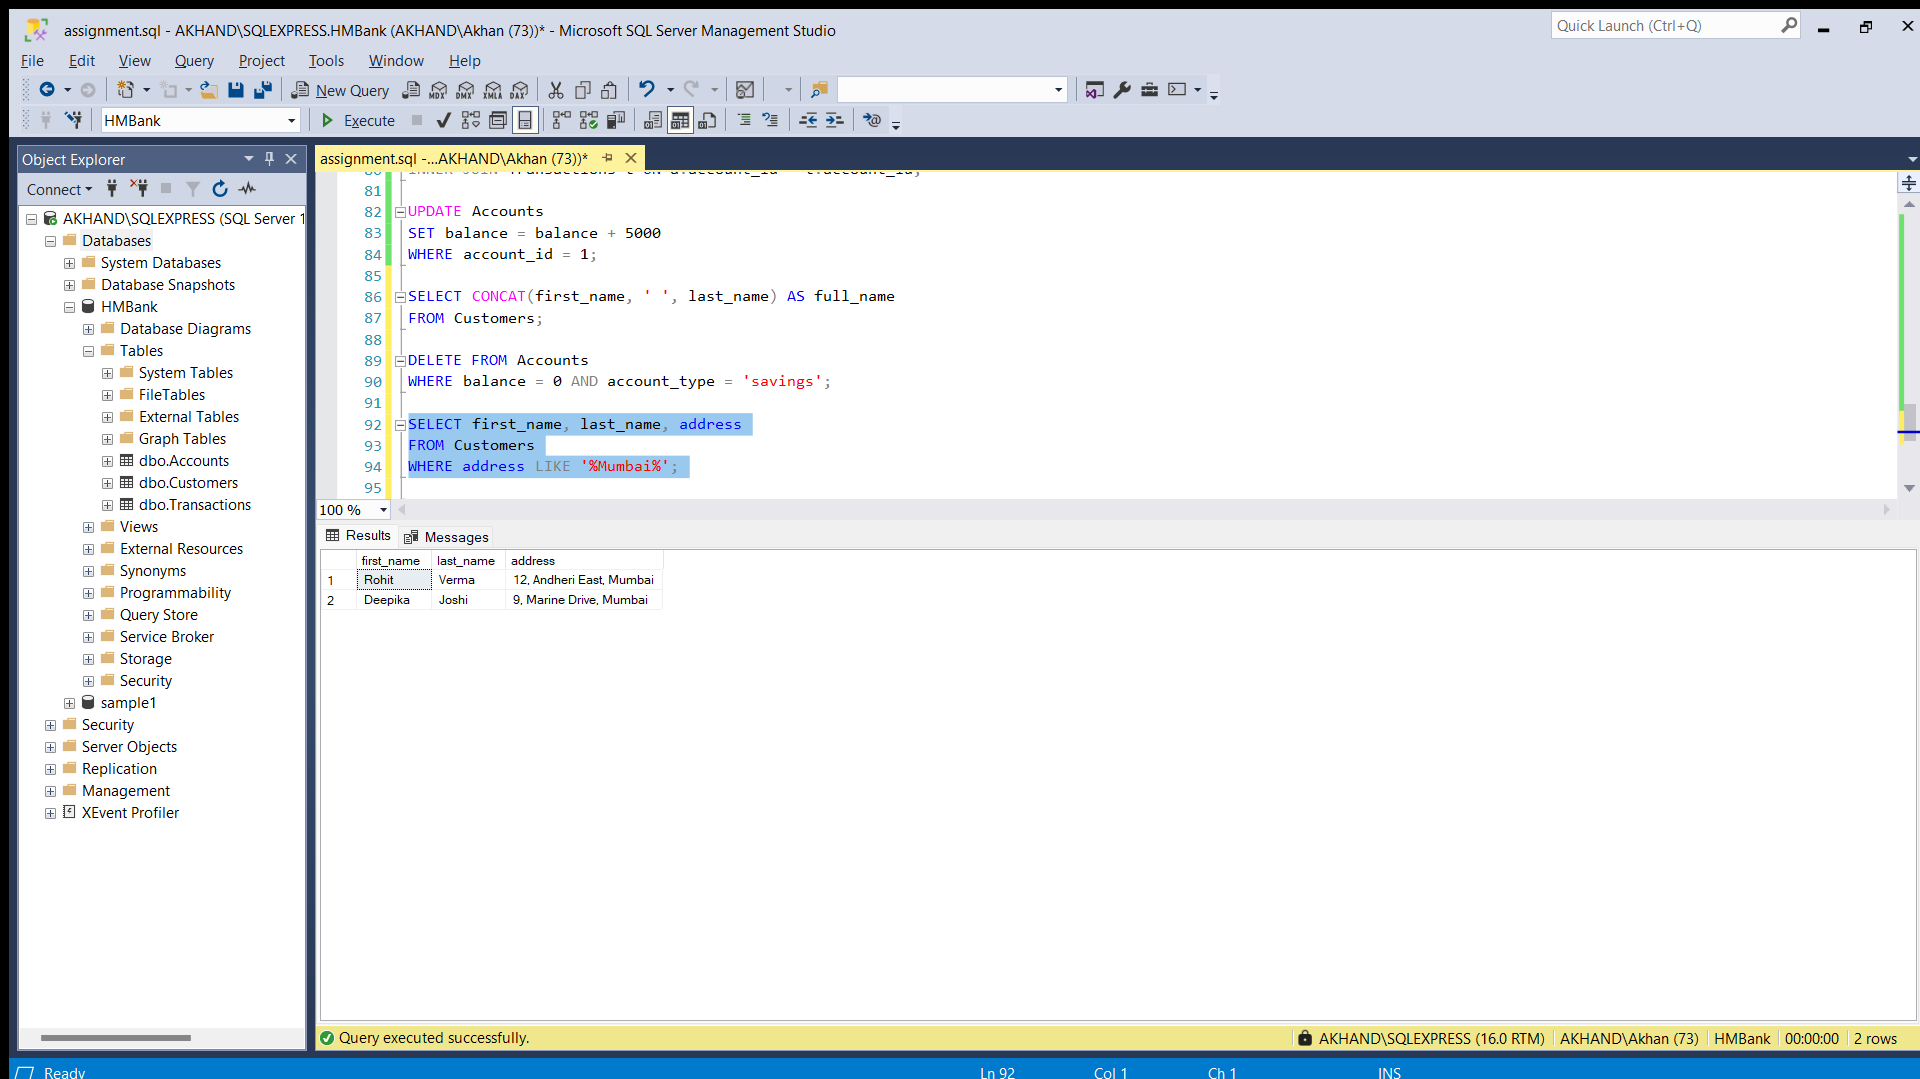 assignment.sql - AKHAND\SQLEXPRESS.HMBank (AKHAND\Akhan (73))* - Microsoft SQL Server Management Studio
Quick Launch (Ctrl+Q)
File Edit View Query Project Tools Window Help
New Query MDX DMX XMLA DAX
HMBank Execute
Object Explorer
Connect
AKHAND\SQLEXPRESS (SQL Server 1
Databases
System Databases
Database Snapshots
HMBank
Database Diagrams
Tables
System Tables
FileTables
External Tables
Graph Tables
dbo.Accounts
dbo.Customers
dbo.Transactions
Views
External Resources
Synonyms
Programmability
Query Store
Service Broker
Storage
Security
sample1
Security
Server Objects
Replication
Management
XEvent Profiler
assignment.sql -...AKHAND\Akhan (73))*
81
82 UPDATE Accounts
83 SET balance = balance + 5000
84 WHERE account_id = 1;
85
86 SELECT CONCAT(first_name, ' ', last_name) AS full_name
87 FROM Customers;
88
89 DELETE FROM Accounts
90 WHERE balance = 0 AND account_type = 'savings';
91
92 SELECT first_name, last_name, address
93 FROM Customers
94 WHERE address LIKE '%Mumbai%';
95
100 %
Results Messages
first_name last_name address
1 Rohit Verma 12, Andheri East, Mumbai
2 Deepika Joshi 9, Marine Drive, Mumbai
Query executed successfully. AKHAND\SQLEXPRESS (16.0 RTM) AKHAND\Akhan (73) HMBank 00:00:00 2 rows
Ready Ln 92 Col 1 Ch 1 INS